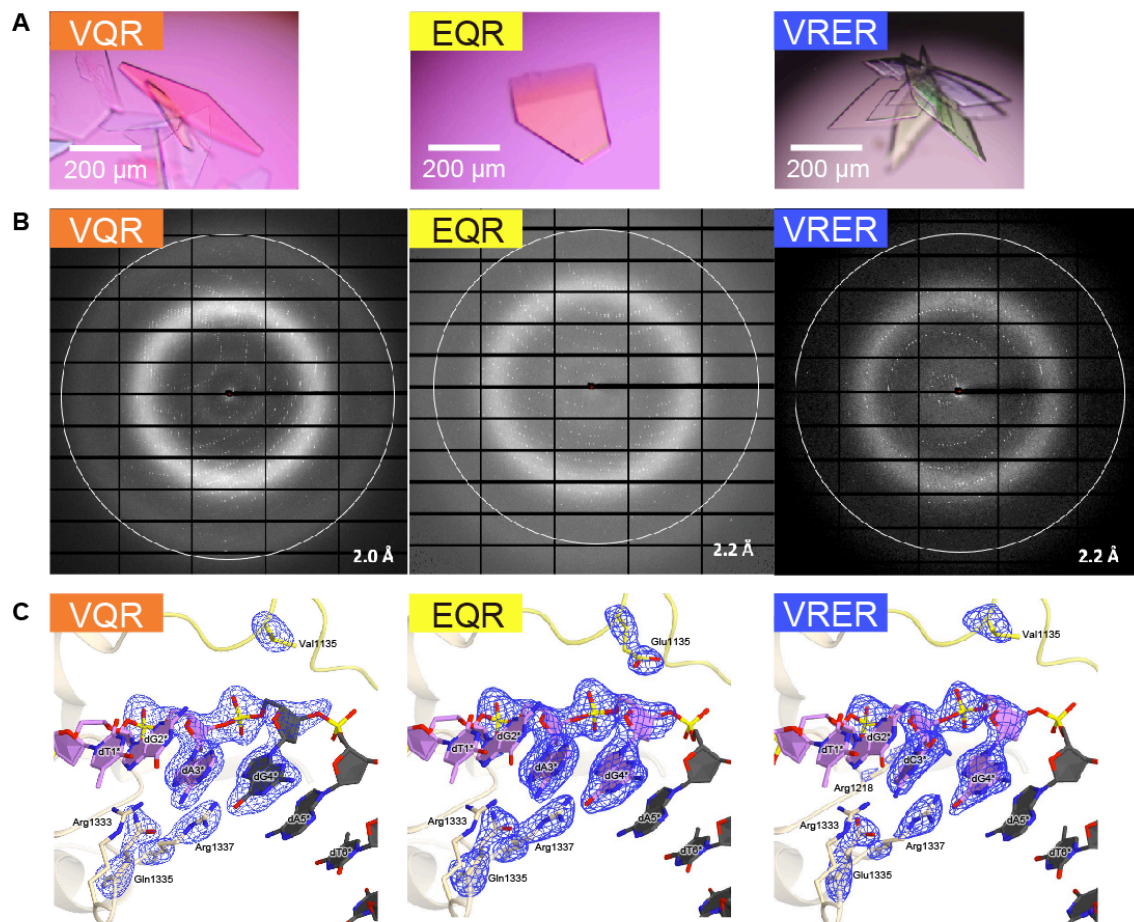 A
VQR
EQR
VRER
200 µm
200 µm
200 µm
B
VQR
EQR
VRER
2.0 Å
2.2 Å
2.2 Å
C
VQR
EQR
VRER
Val1135
dT1*
dG2*
dA3*
dG4*
dA5*
dT6*
Arg1333
Arg1337
Gln1335
Glu1135
dT1*
dG2*
dA3*
dG4*
dA5*
dT6*
Arg1333
Arg1337
Gln1335
Val1135
dT1*
dG2*
dC3*
dG4*
dA5*
dT6*
Arg1218
Arg1333
Arg1337
Glu1335